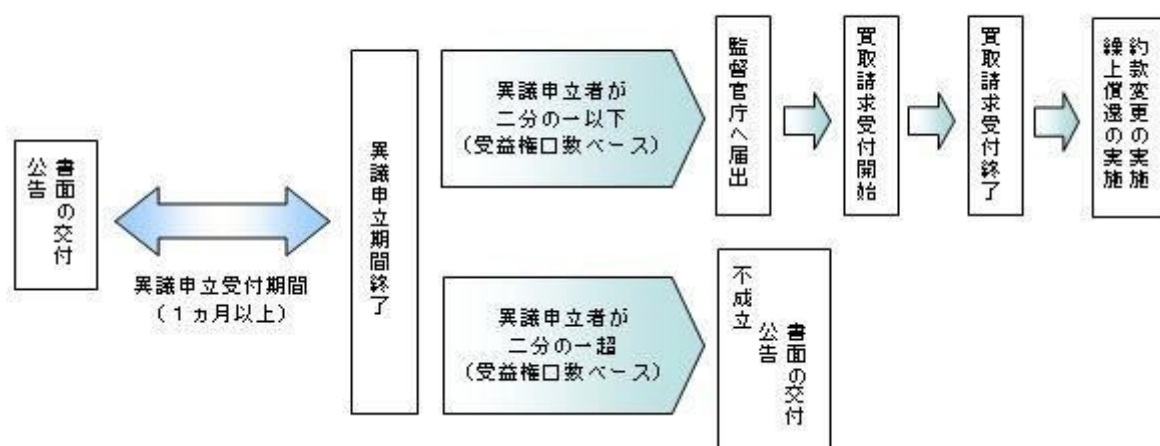 書面の交付
公告
異議申立受付期間
(1ヵ月以上)
異議申立期間終了
異議申立者が
二分の一以下
(受益権口数ベース)
監督官庁へ届出
買取請求受付開始
買取請求受付終了
約款変更の実施
繰上償還の実施
異議申立者が
二分の一超
(受益権口数ベース)
不成立
書面の交付
公告